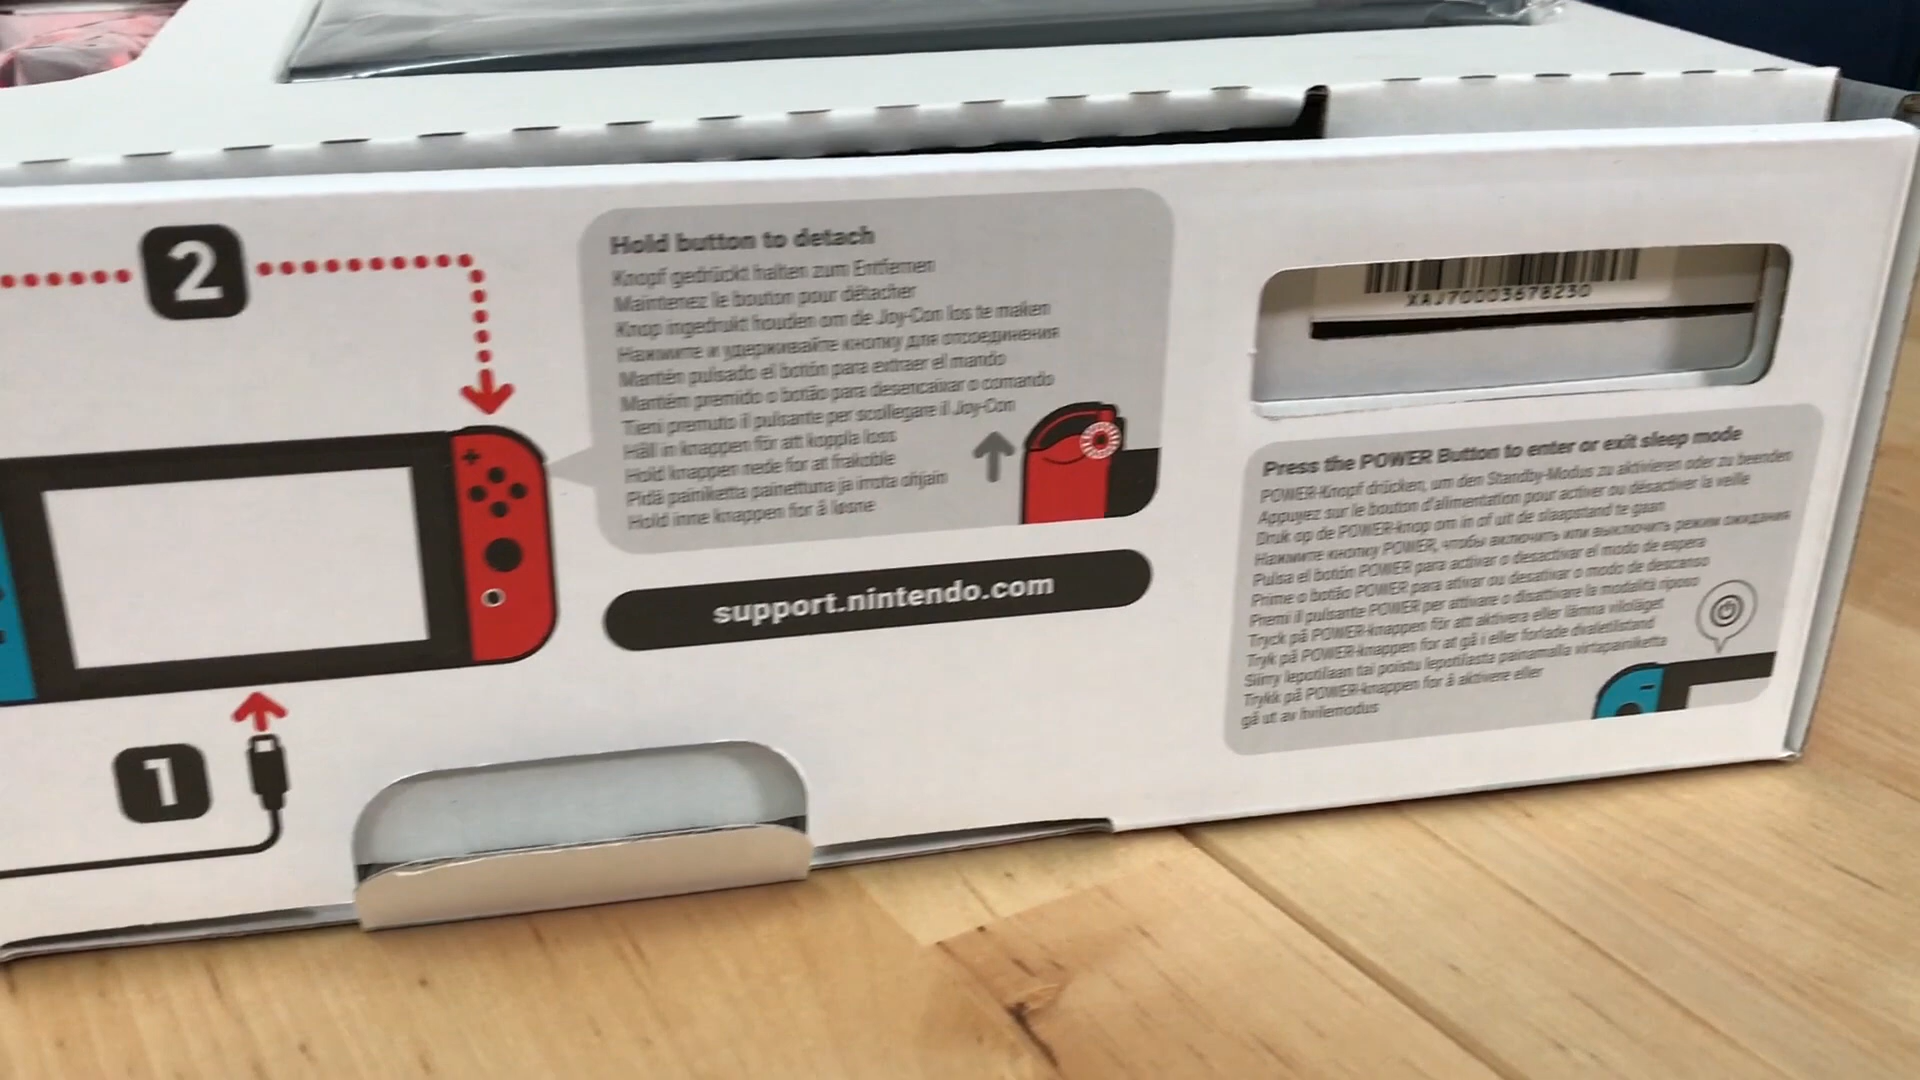 2
Hold button to detach
Knopf gedrückt halten zum Entfernen
Maintenez le bouton pour détacher
Knop ingedrukt houden om de Joy-Con los te maken
Нажмите и удерживайте кнопку для отсоединения
Mantén pulsado el botón para extraer el mando
Mantém premido o botão para desencaixar o comando
Tieni premuto il pulsante per scollegare il Joy-Con
Håll in knappen för att koppla loss
Hold knappen nede for at frakoble
Pidä painiketta painettuna ja irrota ohjain
Hold inne knappen for å løsne
support.nintendo.com
1
XAJ70003678230
Press the POWER Button to enter or exit sleep mode
POWER-Knopf drücken, um den Standby-Modus zu aktivieren oder zu beenden
Appuyez sur le bouton d'alimentation pour activer ou désactiver la veille
Druk op de POWER-knop om in of uit de slaapstand te gaan
Нажмите кнопку POWER, чтобы включить или выключить режим ожидания
Pulsa el botón POWER para activar o desactivar el modo de espera
Prime o botão POWER para ativar ou desativar o modo de descanso
Premi il pulsante POWER per attivare o disattivare la modalità riposo
Tryck på POWER-knappen för att aktivera eller lämna viloläget
Tryk på POWER-knappen for at gå i eller forlade dvaletilstand
Siirry lepotilaan tai poistu lepotilasta painamalla virtapainiketta
Trykk på POWER-knappen for å aktivere eller
gå ut av hvilemodus